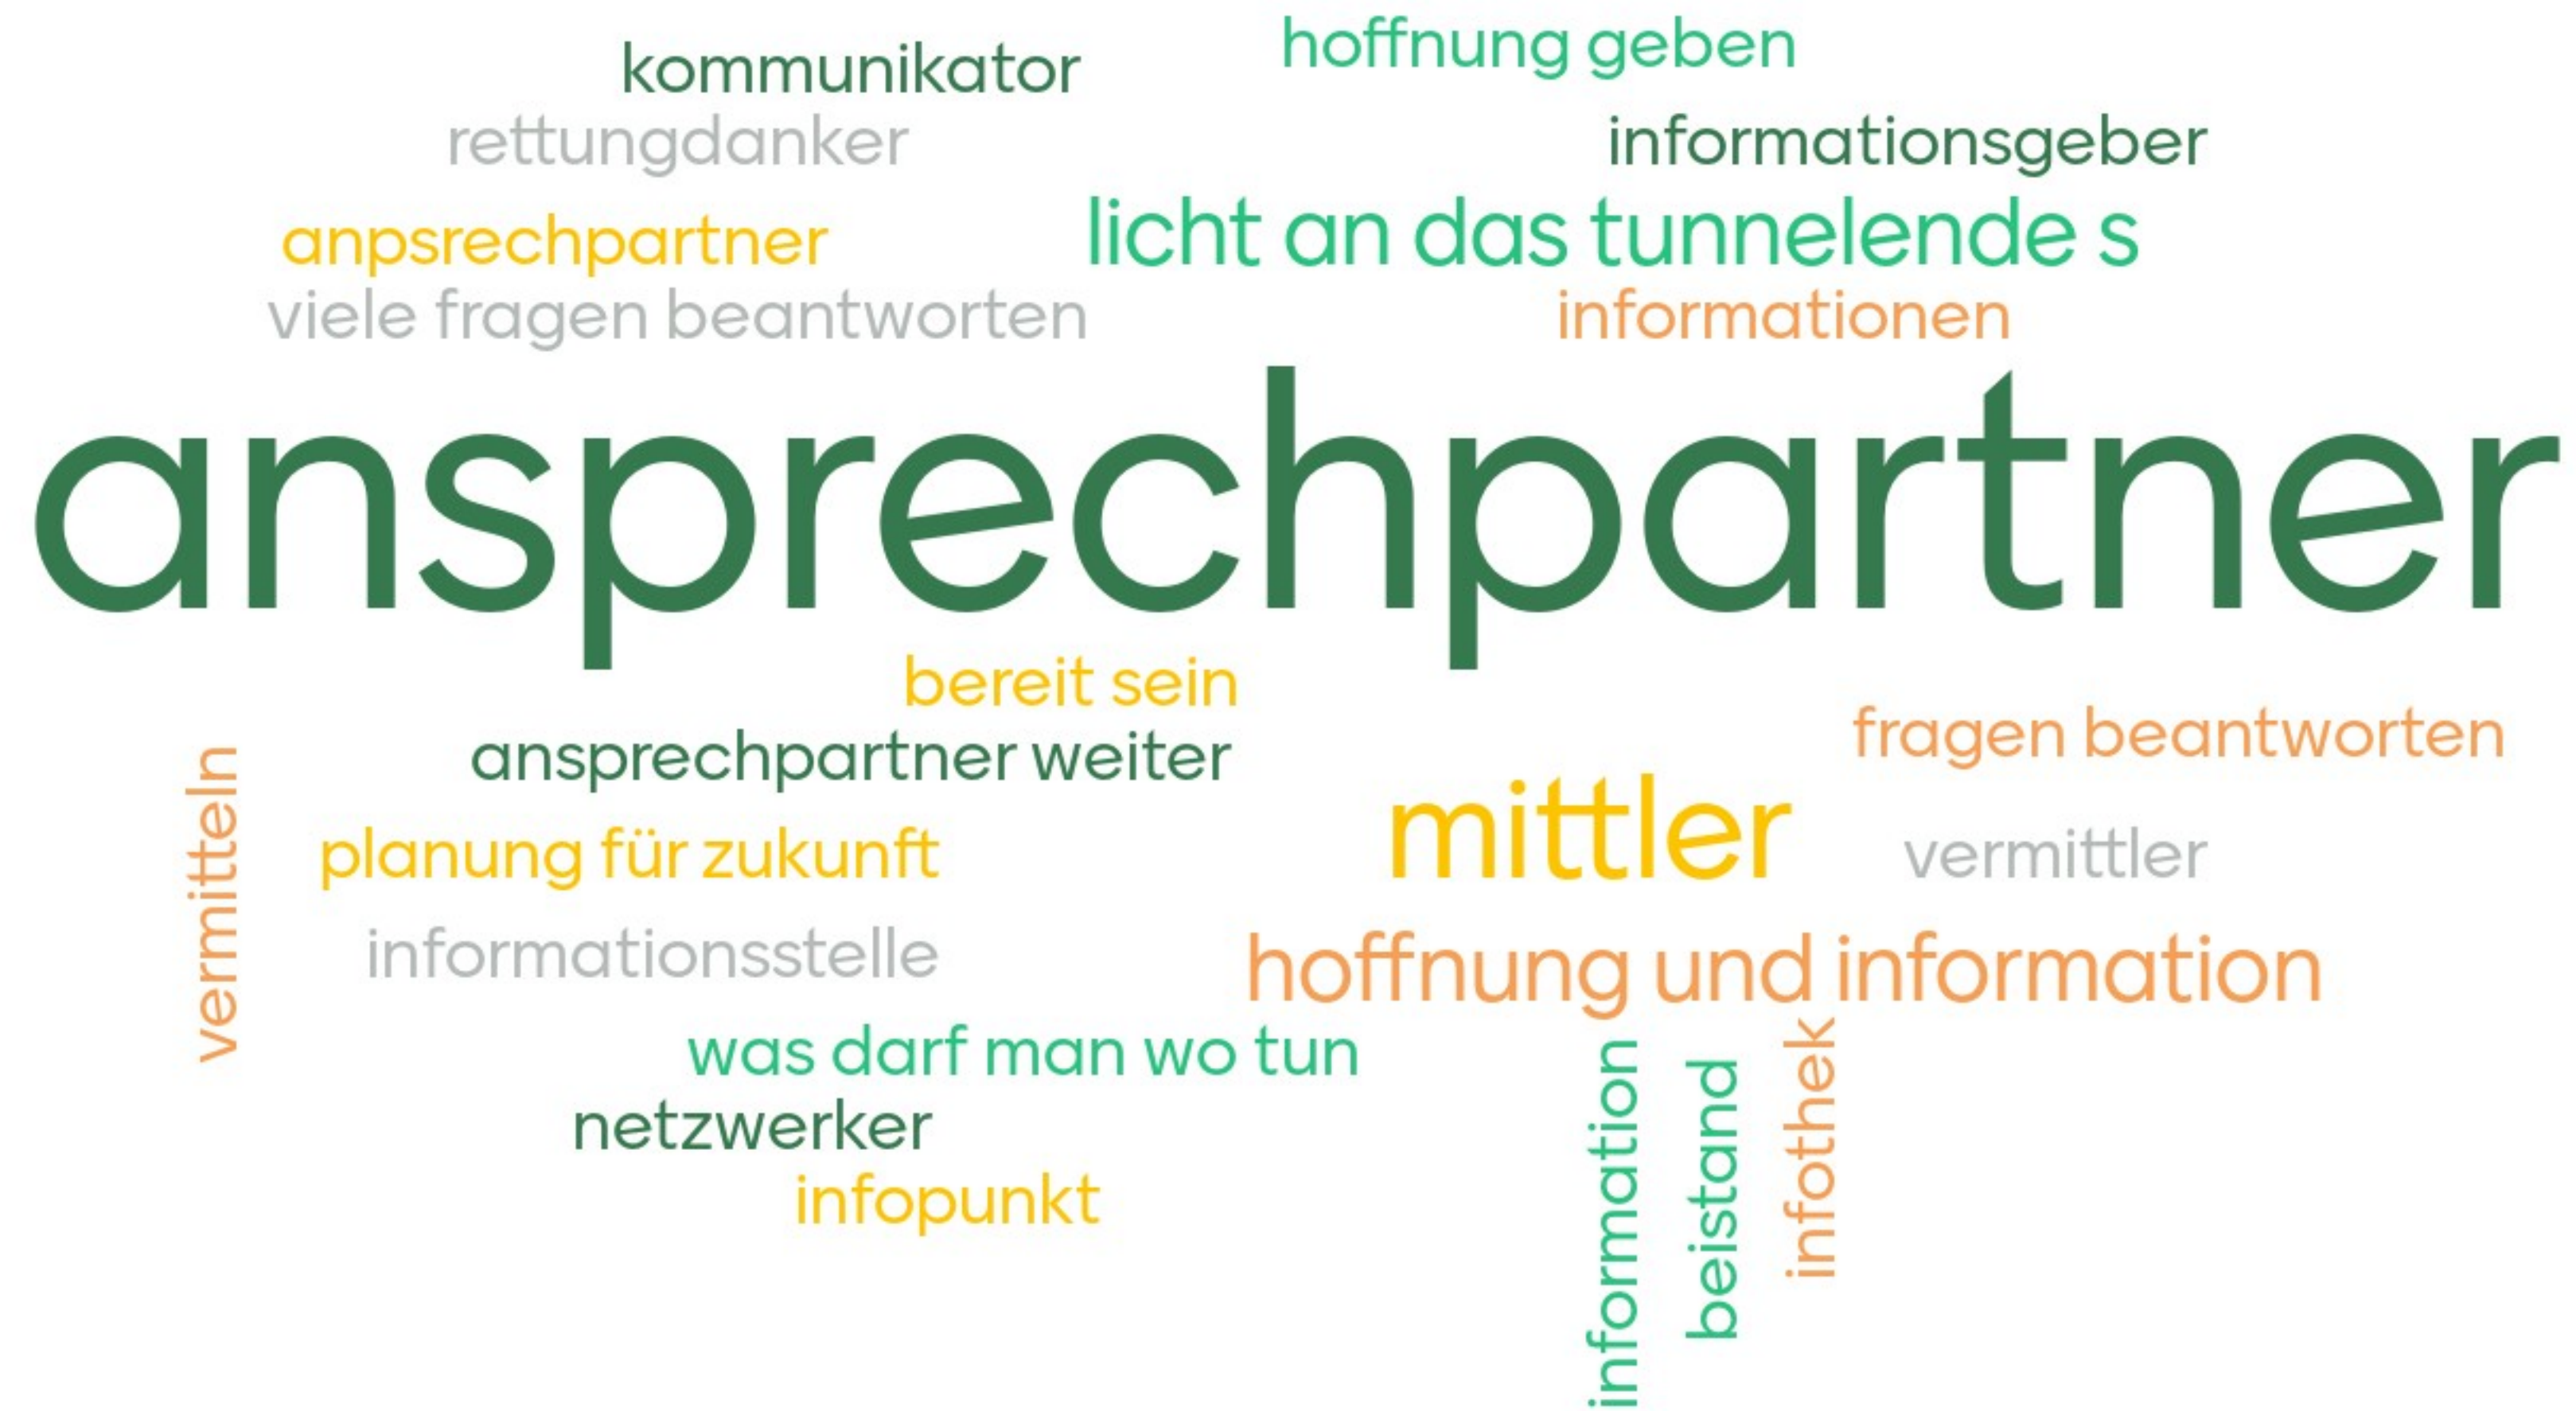 hoffnung geben
kommunikator
rettungdanker
informationsgeber
anpsrechpartner
licht an das tunnelende s
viele fragen beantworten
informationen
ansprechpartner
bereit sein
ansprechpartner weiter
fragen beantworten
vermitteln
planung für zukunft
mittler
vermittler
informationsstelle
hoffnung und information
was darf man wo tun
netzwerker
infopunkt
information
beistand
infothek